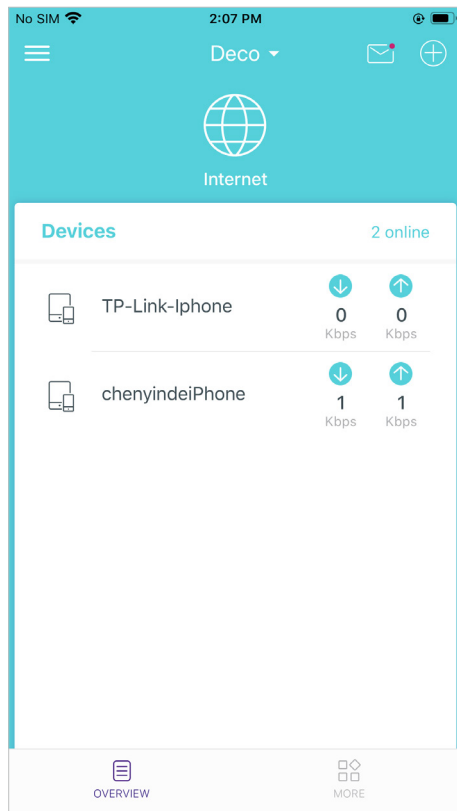 No SIM 2:07 PM
Deco
Internet
Devices 2 online
TP-Link-Iphone 0 Kbps 0 Kbps
chenyindeiPhone 1 Kbps 1 Kbps
OVERVIEW MORE